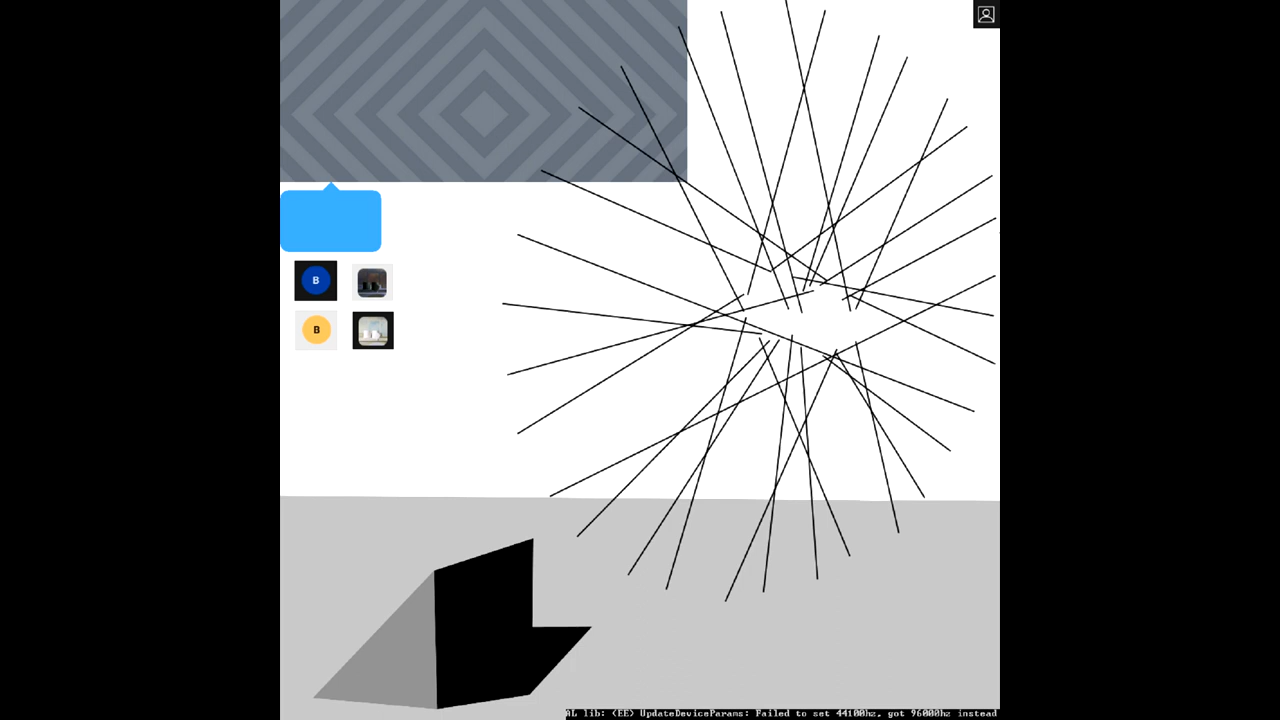 B
B
AL lib: (EE) UpdateDeviceParams: Failed to set 44100hz, got 96000hz instead